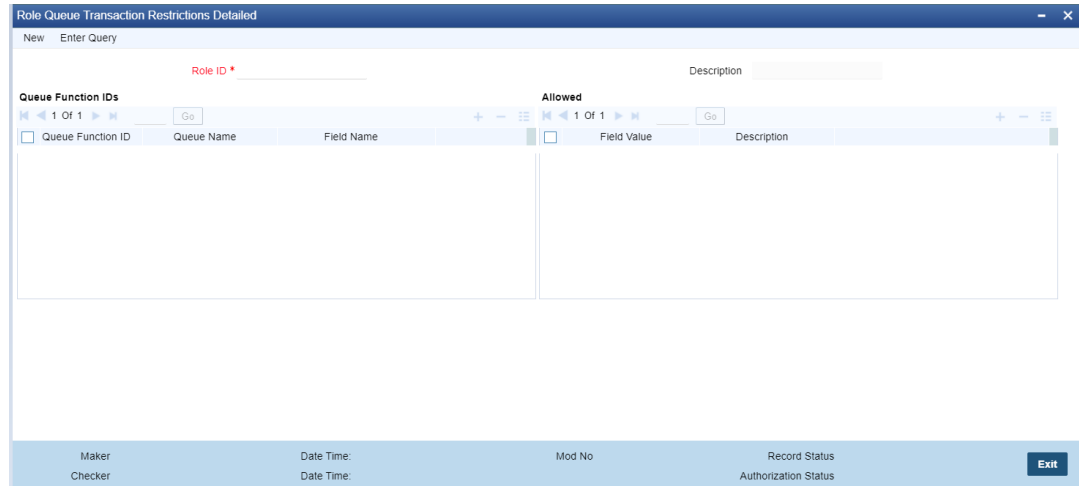 Role Queue Transaction Restrictions Detailed
New Enter Query
Role ID * Description
Queue Function IDs Allowed
1 Of 1 Go 1 Of 1 Go
Queue Function ID Queue Name Field Name Field Value Description
Maker Date Time: Mod No Record Status
Checker Date Time: Authorization Status
Exit